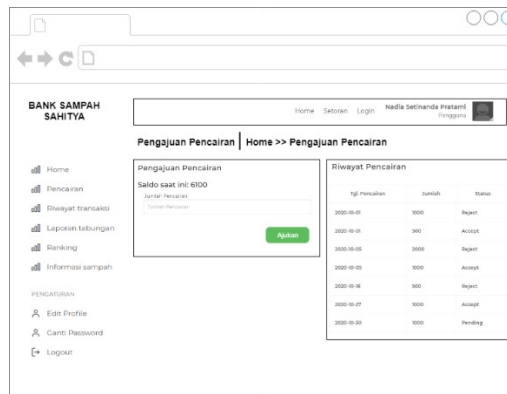 BANK SAMPAH
SAHITYA
Home Setoran Login Nadia Setinanda Pratami
Pengguna
Pengajuan Pencairan Home >> Pengajuan Pencairan
Home
Pencairan
Riwayat transaksi
Laporan tabungan
Ranking
Informasi sampah
PENGATURAN
Edit Profile
Ganti Password
Logout
Pengajuan Pencairan
Saldo saat ini: 6100
Jumlah Pencairan
Jumlah Pencairan
Ajukan
Riwayat Pencairan
Tgl. Pencairan Jumlah Status
2020-10-01 1000 Reject
2020-10-01 500 Accept
2020-10-05 2000 Reject
2020-10-05 1000 Accept
2020-10-16 500 Reject
2020-10-27 1000 Accept
2020-10-30 1000 Pending